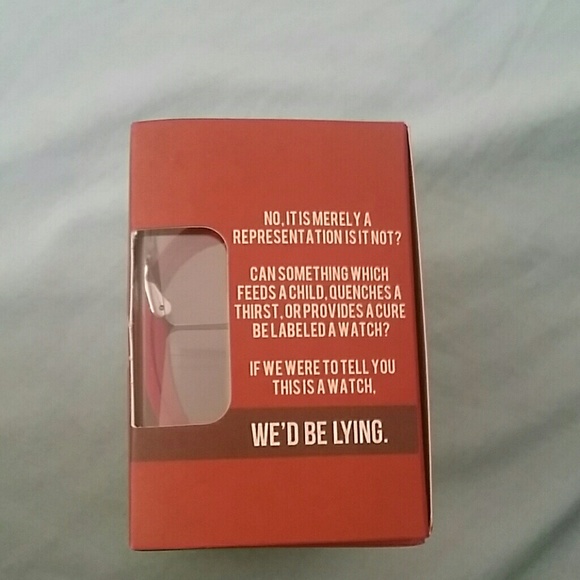 NO, IT IS MERELY A
REPRESENTATION IS IT NOT?
CAN SOMETHING WHICH
FEEDS A CHILD, QUENCHES A
THIRST, OR PROVIDES A CURE
BE LABELED A WATCH?
IF WE WERE TO TELL YOU
THIS IS A WATCH,
WE'D BE LYING.